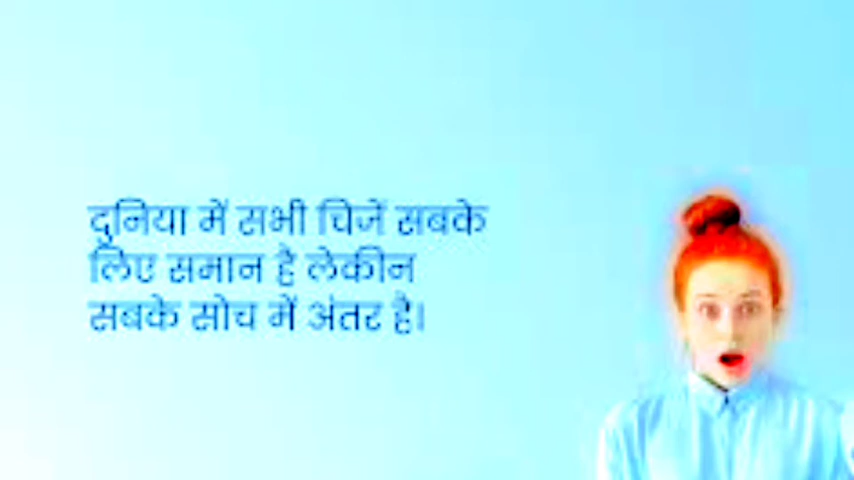 दुनिया में सभी चिजें सबके
लिए समान है लेकीन
सबके सोच में अंतर है।